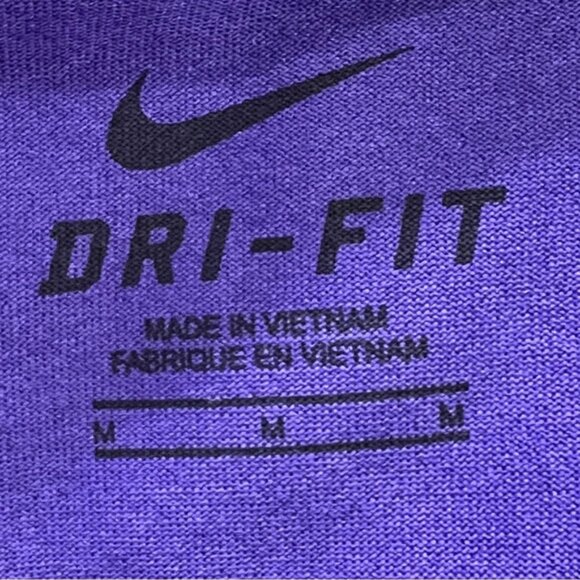 DRI-FIT
MADE IN VIETNAM
FABRIQUE EN VIETNAM
M M M